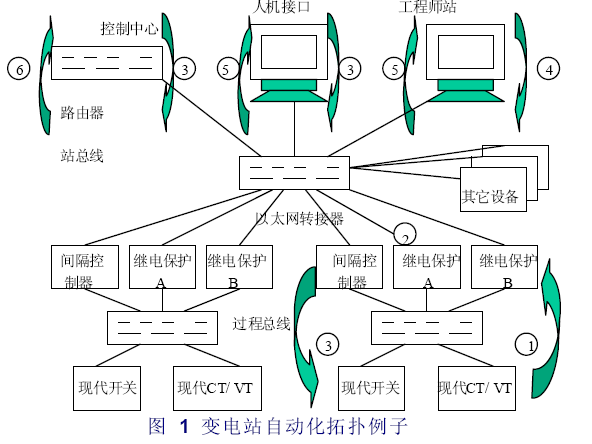 控制中心
人机接口
工程师站
6
3
5
3
5
4
路由器
站总线
其它设备
以太网转接器
2
间隔控制器
继电保护A
继电保护B
间隔控制器
继电保护A
继电保护B
过程总线
3
1
现代开关
现代CT/VT
现代开关
现代CT/VT
图 1 变电站自动化拓扑例子